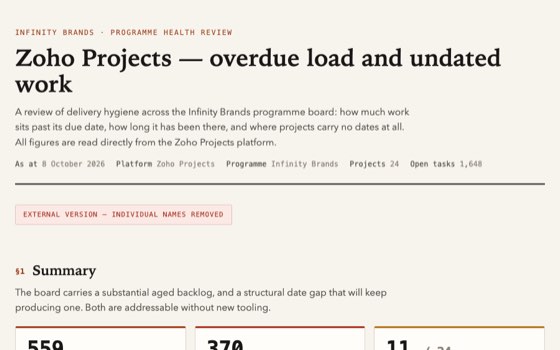 INFINITY BRANDS · PROGRAMME HEALTH REVIEW
Zoho Projects — overdue load and undated
work
A review of delivery hygiene across the Infinity Brands programme board: how much work
sits past its due date, how long it has been there, and where projects carry no dates at all.
All figures are read directly from the Zoho Projects platform.
As at 8 October 2026 Platform Zoho Projects Programme Infinity Brands Projects 24 Open tasks 1,648
EXTERNAL VERSION — INDIVIDUAL NAMES REMOVED
§1 Summary
The board carries a substantial aged backlog, and a structural date gap that will keep
producing one. Both are addressable without new tooling.
559 370 11